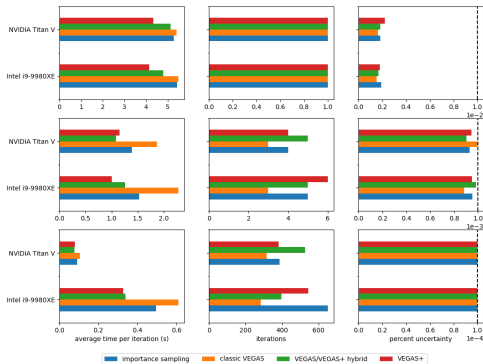 NVIDIA Titan V
Intel i9-9980XE
0 1 2 3 4 5
0.0 0.2 0.4 0.6 0.8 1.0
0.0 0.2 0.4 0.6 0.8 1.0
1e−2
NVIDIA Titan V
Intel i9-9980XE
0.0 0.5 1.0 1.5 2.0
0 2 4 6
0.0 0.2 0.4 0.6 0.8 1.0
1e−3
NVIDIA Titan V
Intel i9-9980XE
0.0 0.2 0.4 0.6
0 200 400 600
0.0 0.2 0.4 0.6 0.8 1.0
1e−4
average time per iteration (s)
iterations
percent uncertainty
importance sampling
classic VEGAS
VEGAS/VEGAS+ hybrid
VEGAS+